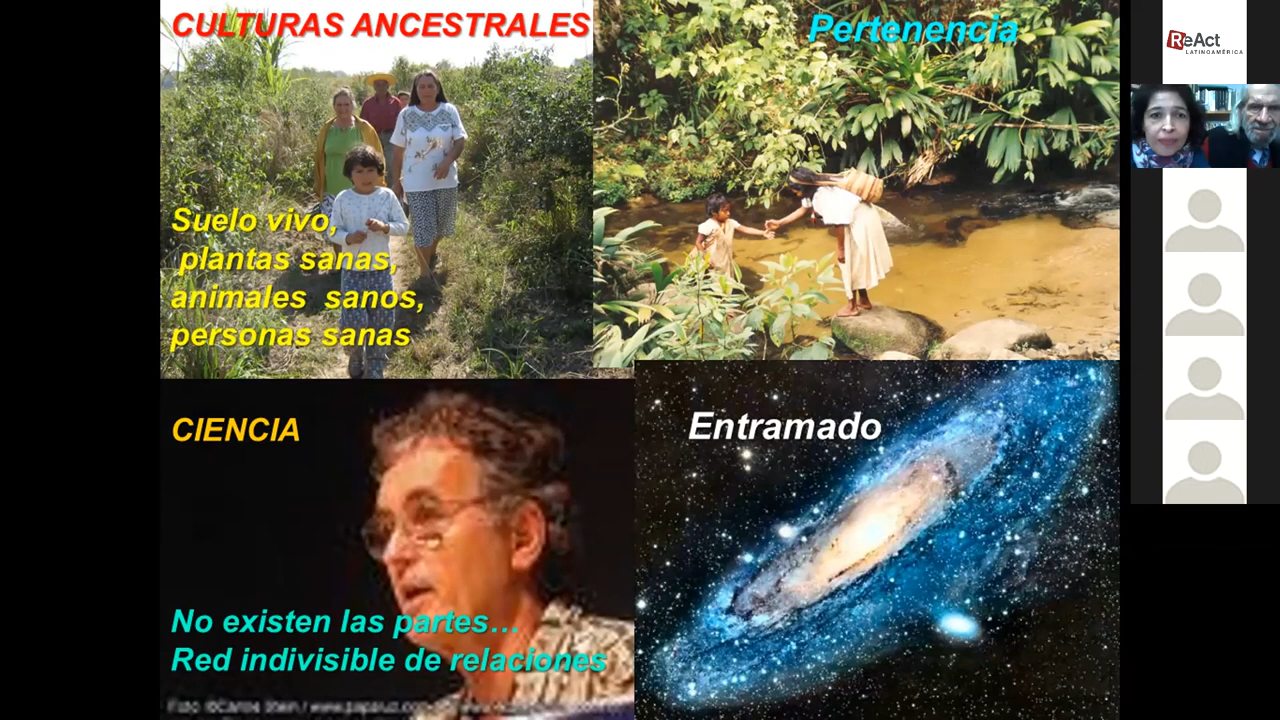 CULTURAS ANCESTRALES
Pertenencia
Suelo vivo,
plantas sanas,
animales sanos,
personas sanas
CIENCIA
No existen las partes…
Red indivisible de relaciones
Entramado
ReAct
LATINOAMÉRICA